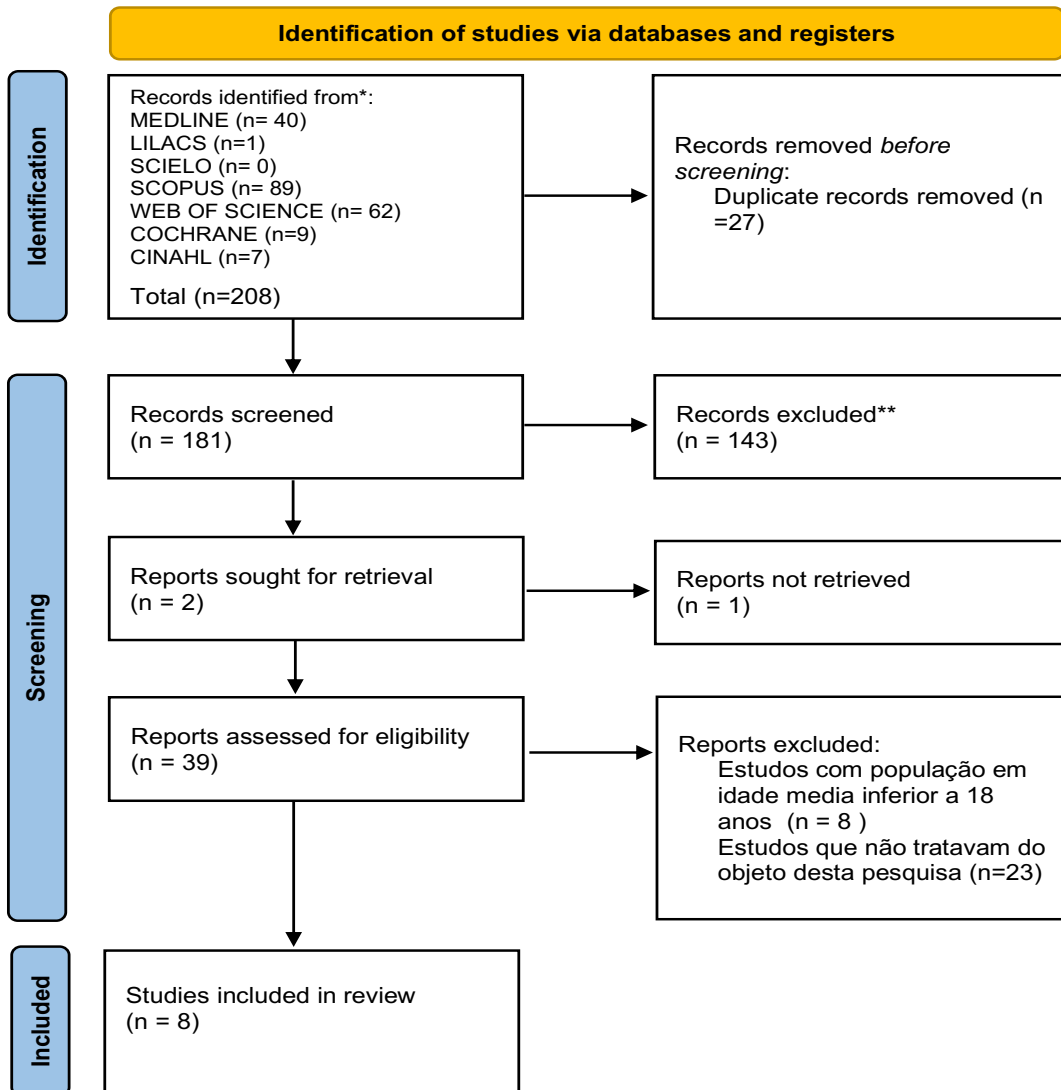 Identification of studies via databases and registers
Identification
Records identified from*:
MEDLINE (n= 40)
LILACS (n=1)
SCIELO (n= 0)
SCOPUS (n= 89)
WEB OF SCIENCE (n= 62)
COCHRANE (n=9)
CINAHL (n=7)
Total (n=208)
Records removed before
screening:
Duplicate records removed (n
=27)
Screening
Records screened
(n = 181)
Records excluded**
(n = 143)
Reports sought for retrieval
(n = 2)
Reports not retrieved
(n = 1)
Reports assessed for eligibility
(n = 39)
Reports excluded:
Estudos com população em
idade media inferior a 18
anos (n = 8 )
Estudos que não tratavam do
objeto desta pesquisa (n=23)
Included
Studies included in review
(n = 8)